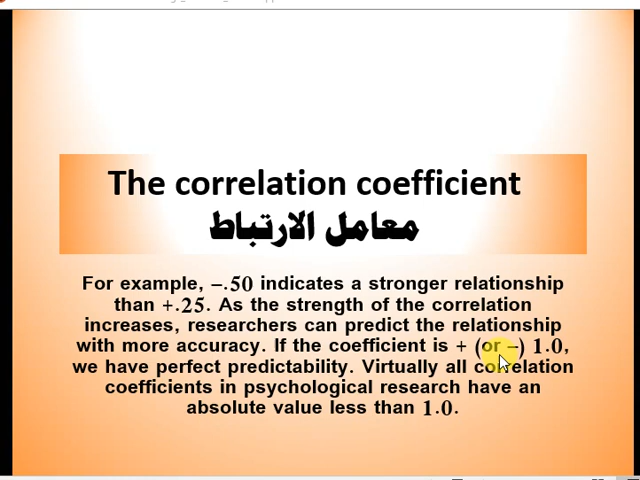 The correlation coefficient
معامل الارتباط
For example, –.50 indicates a stronger relationship
than +.25. As the strength of the correlation
increases, researchers can predict the relationship
with more accuracy. If the coefficient is + (or –) 1.0,
we have perfect predictability. Virtually all correlation
coefficients in psychological research have an
absolute value less than 1.0.